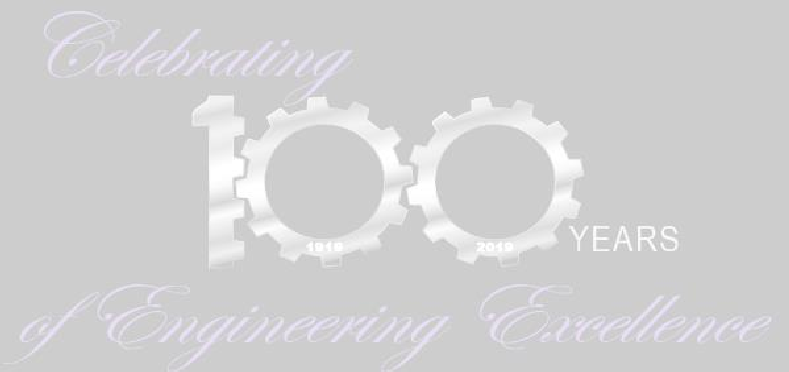 Celebrating
100
1919 2019
YEARS
of Engineering Excellence